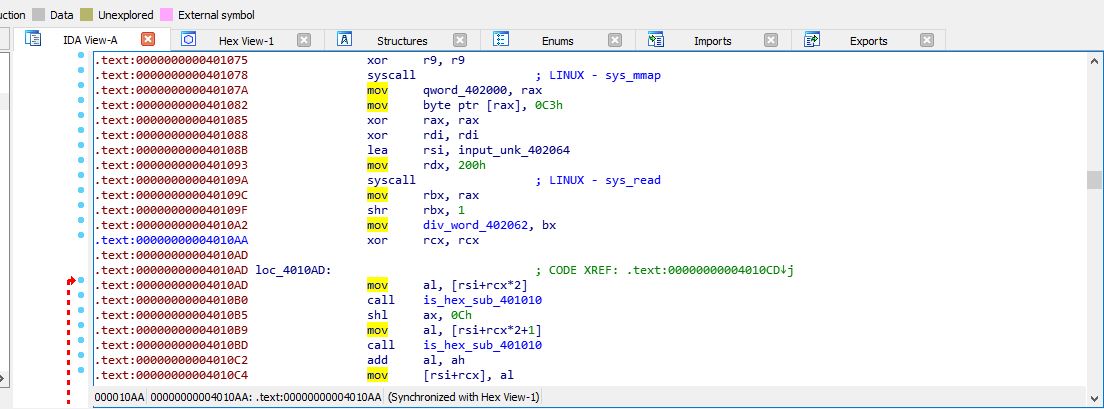 uction Data Unexplored External symbol
IDA View-A Hex View-1 Structures Enums Imports Exports
.text:0000000000401075 xor r9, r9
.text:0000000000401078 syscall ; LINUX - sys_mmap
.text:000000000040107A mov qword_402000, rax
.text:0000000000401082 mov byte ptr [rax], 0C3h
.text:0000000000401085 xor rax, rax
.text:0000000000401088 xor rdi, rdi
.text:000000000040108B lea rsi, input_unk_402064
.text:0000000000401093 mov rdx, 200h
.text:000000000040109A syscall ; LINUX - sys_read
.text:000000000040109C mov rbx, rax
.text:000000000040109F shr rbx, 1
.text:00000000004010A2 mov div_word_402062, bx
.text:00000000004010AA xor rcx, rcx
.text:00000000004010AD
.text:00000000004010AD loc_4010AD: ; CODE XREF: .text:00000000004010CD↓j
.text:00000000004010AD mov al, [rsi+rcx*2]
.text:00000000004010B0 call is_hex_sub_401010
.text:00000000004010B5 shl ax, 0Ch
.text:00000000004010B9 mov al, [rsi+rcx*2+1]
.text:00000000004010BD call is_hex_sub_401010
.text:00000000004010C2 add al, ah
.text:00000000004010C4 mov [rsi+rcx], al
000010AA 00000000004010AA: .text:00000000004010AA (Synchronized with Hex View-1)